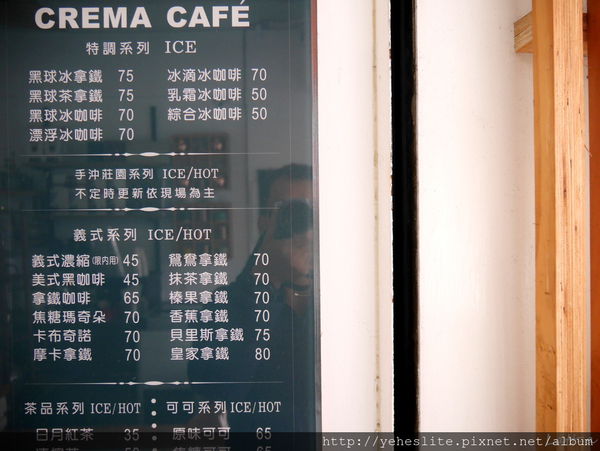 CREMA CAFÉ
特調系列 ICE
黑球冰拿鐵 75 冰滴冰咖啡 70
黑球茶拿鐵 75 乳霜冰咖啡 50
黑球冰咖啡 70 綜合冰咖啡 50
漂浮冰咖啡 70
手沖莊園系列 ICE/HOT
不定時更新依現場為主
義式系列 ICE/HOT
義式濃縮(限內用) 45 鴛鴦拿鐵 70
美式黑咖啡 45 抹茶拿鐵 70
拿鐵咖啡 65 榛果拿鐵 70
焦糖瑪奇朵 70 香蕉拿鐵 70
卡布奇諾 70 貝里斯拿鐵 75
摩卡拿鐵 70 皇家拿鐵 80
茶品系列 ICE/HOT 可可系列 ICE/HOT
日月紅茶 35 原味可可 65
http://yeheslite.pixnet.net/album